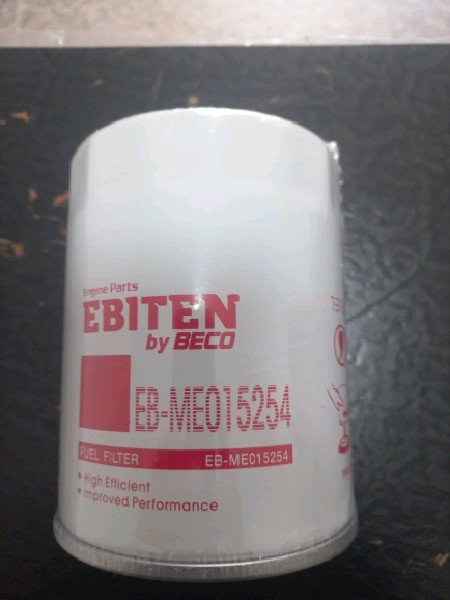 Engine Parts
EBITEN
by BECO
EB-ME015254
FUEL FILTER EB-ME015254
• High Efficient
• Improved Performance